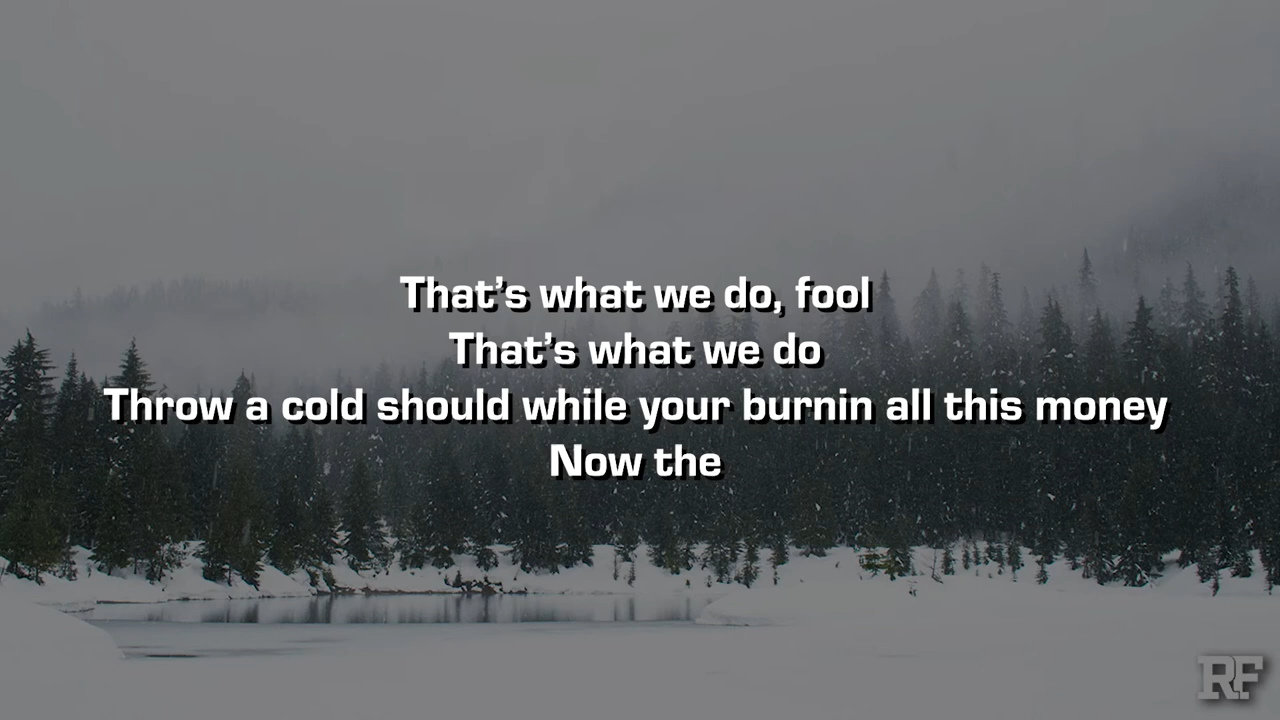 That’s what we do, fool
That’s what we do
Throw a cold should while your burnin all this money
Now the
RF